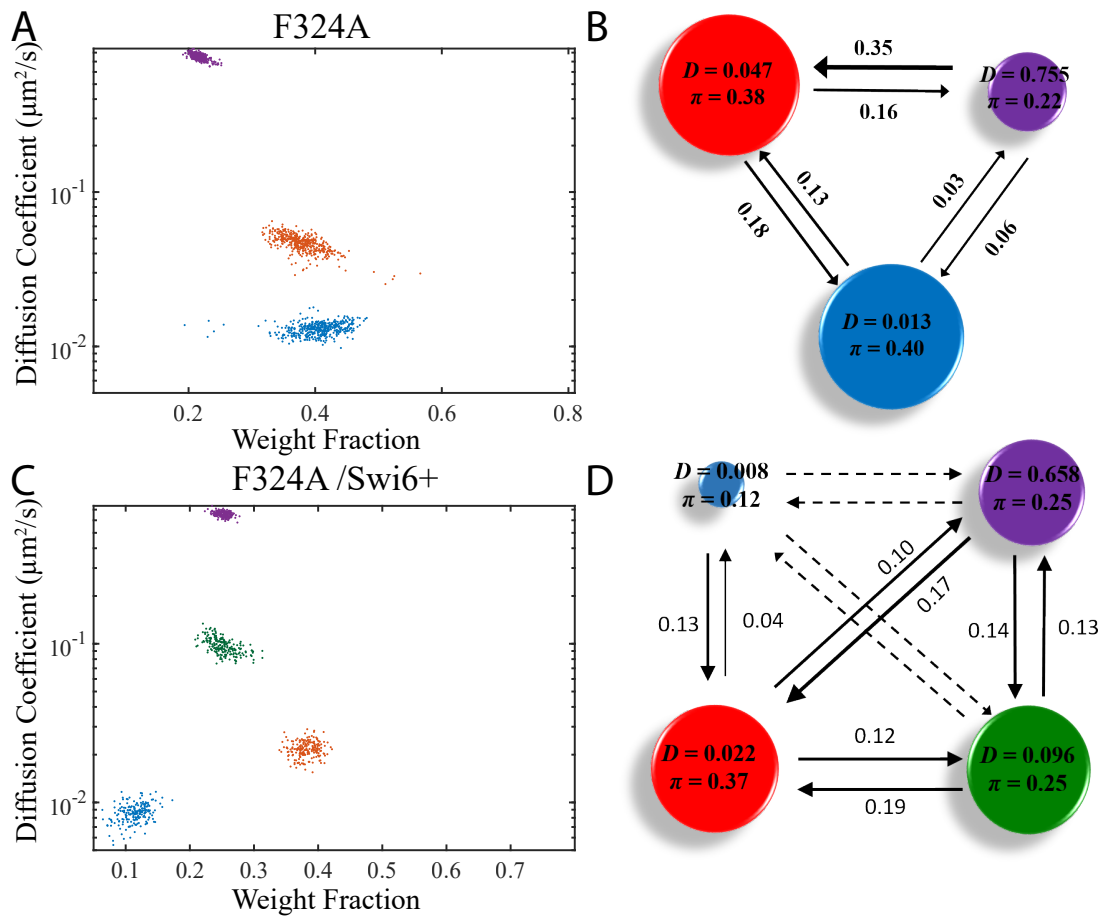 A
F324A
Diffusion Coefficient (μm²/s)
10⁻¹
10⁻²
0.2
0.4
0.6
0.8
Weight Fraction
B
D = 0.047
π = 0.38
0.35
0.16
D = 0.755
π = 0.22
0.13
0.18
0.03
0.06
D = 0.013
π = 0.40
C
F324A /Swi6+
Diffusion Coefficient (μm²/s)
10⁻¹
10⁻²
0.1
0.2
0.3
0.4
0.5
0.6
0.7
Weight Fraction
D
D = 0.008
π = 0.12
D = 0.658
π = 0.25
0.10
0.17
0.13
0.04
0.14
0.13
D = 0.022
π = 0.37
0.12
0.19
D = 0.096
π = 0.25